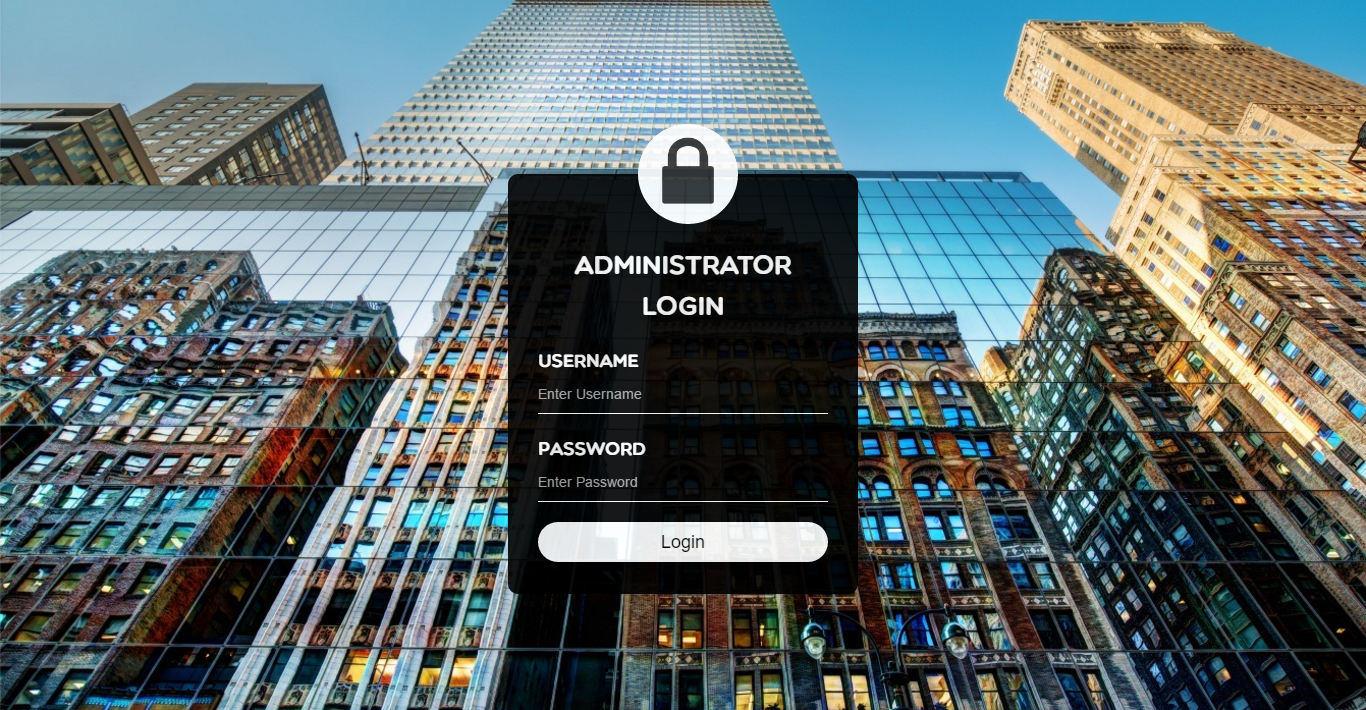 ADMINISTRATOR
LOGIN
USERNAME
Enter Username
PASSWORD
Enter Password
Login